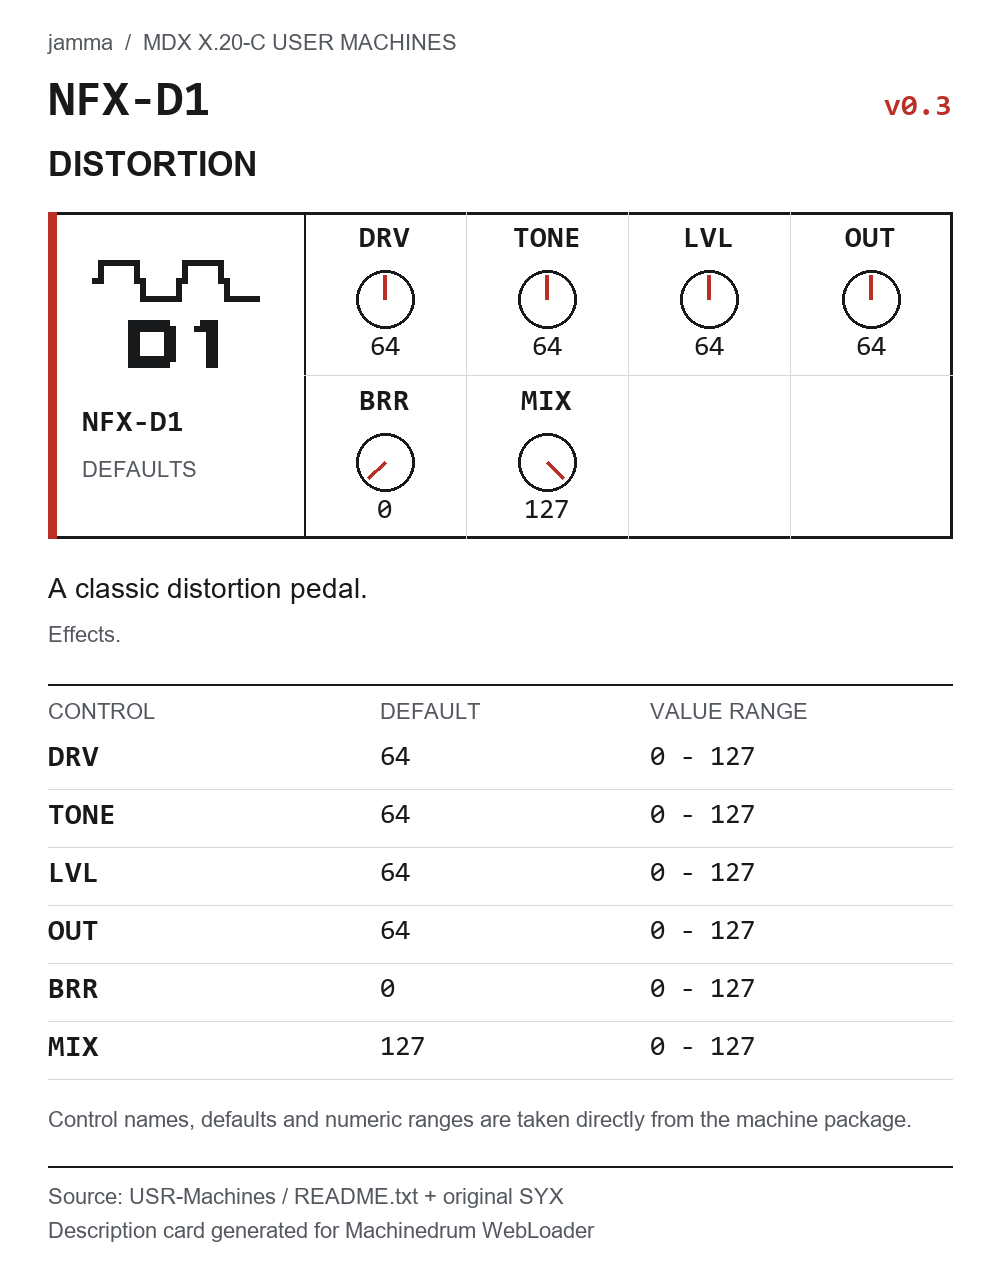 jamma / MDX X.20-C USER MACHINES
NFX-D1
v0.3
DISTORTION
DRV TONE LVL OUT
64 64 64 64
D1
NFX-D1
DEFAULTS
BRR MIX
0 127
A classic distortion pedal.
Effects.
CONTROL DEFAULT VALUE RANGE
DRV 64 0 - 127
TONE 64 0 - 127
LVL 64 0 - 127
OUT 64 0 - 127
BRR 0 0 - 127
MIX 127 0 - 127
Control names, defaults and numeric ranges are taken directly from the machine package.
Source: USR-Machines / README.txt + original SYX
Description card generated for Machinedrum WebLoader